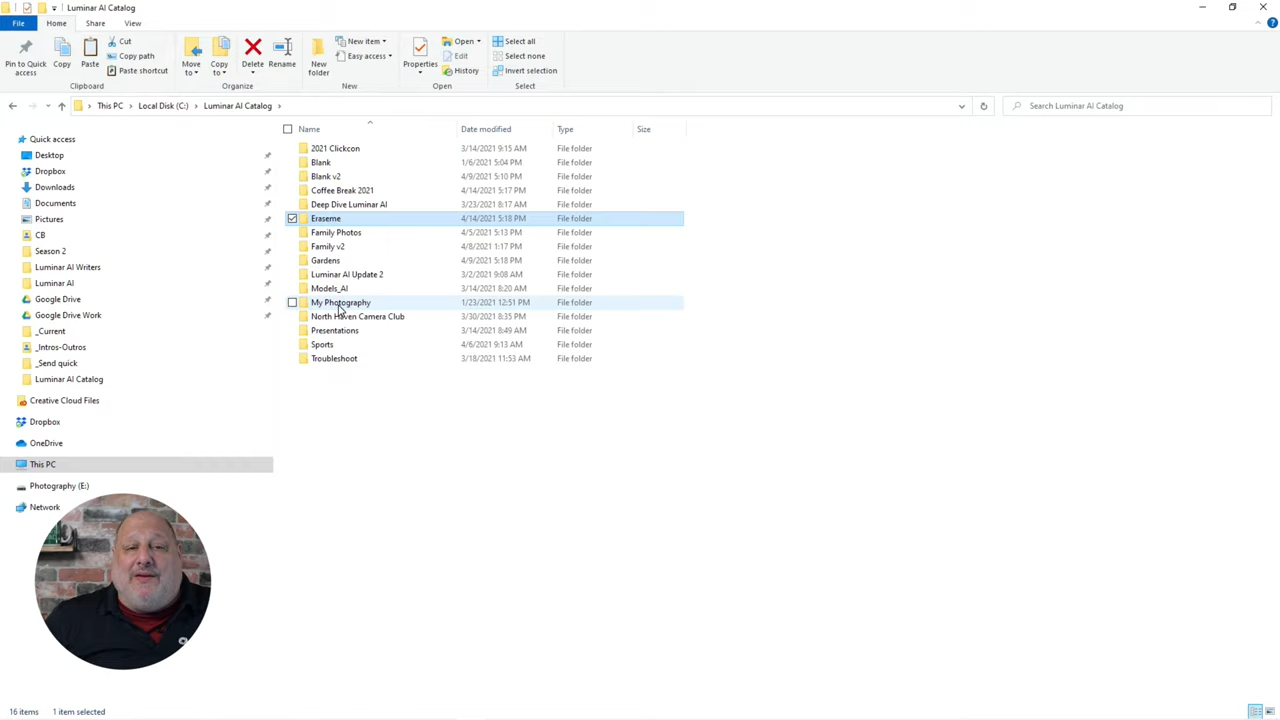 Luminar AI Catalog
File Home Share View
Pin to Quick access
Copy
Paste
Cut
Copy path
Paste shortcut
Clipboard
Move to
Copy to
Delete
Rename
Organize
New folder
New item
Easy access
New
Properties
Open
Edit
History
Open
Select all
Select none
Invert selection
Select
This PC > Local Disk (C:) > Luminar AI Catalog >
Search Luminar AI Catalog
Quick access
Desktop
Dropbox
Downloads
Documents
Pictures
CB
Season 2
Luminar AI Writers
Luminar AI
Google Drive
Google Drive Work
_Current
_Intros-Outros
_Send quick
Luminar AI Catalog
Creative Cloud Files
Dropbox
OneDrive
This PC
Photography (E:)
Network
Name Date modified Type Size
2021 Clickcon 3/14/2021 9:15 AM File folder
Blank 1/6/2021 5:04 PM File folder
Blank v2 4/9/2021 5:10 PM File folder
Coffee Break 2021 4/14/2021 5:17 PM File folder
Deep Dive Luminar AI 3/23/2021 8:17 AM File folder
Eraseme 4/14/2021 5:18 PM File folder
Family Photos 4/5/2021 5:13 PM File folder
Family v2 4/8/2021 1:17 PM File folder
Gardens 4/9/2021 5:18 PM File folder
Luminar AI Update 2 3/2/2021 9:08 AM File folder
Models_AI 3/14/2021 8:20 AM File folder
My Photography 1/23/2021 12:51 PM File folder
North Haven Camera Club 3/30/2021 8:35 PM File folder
Presentations 3/14/2021 8:49 AM File folder
Sports 4/6/2021 9:13 AM File folder
Troubleshoot 3/18/2021 11:53 AM File folder
16 items 1 item selected